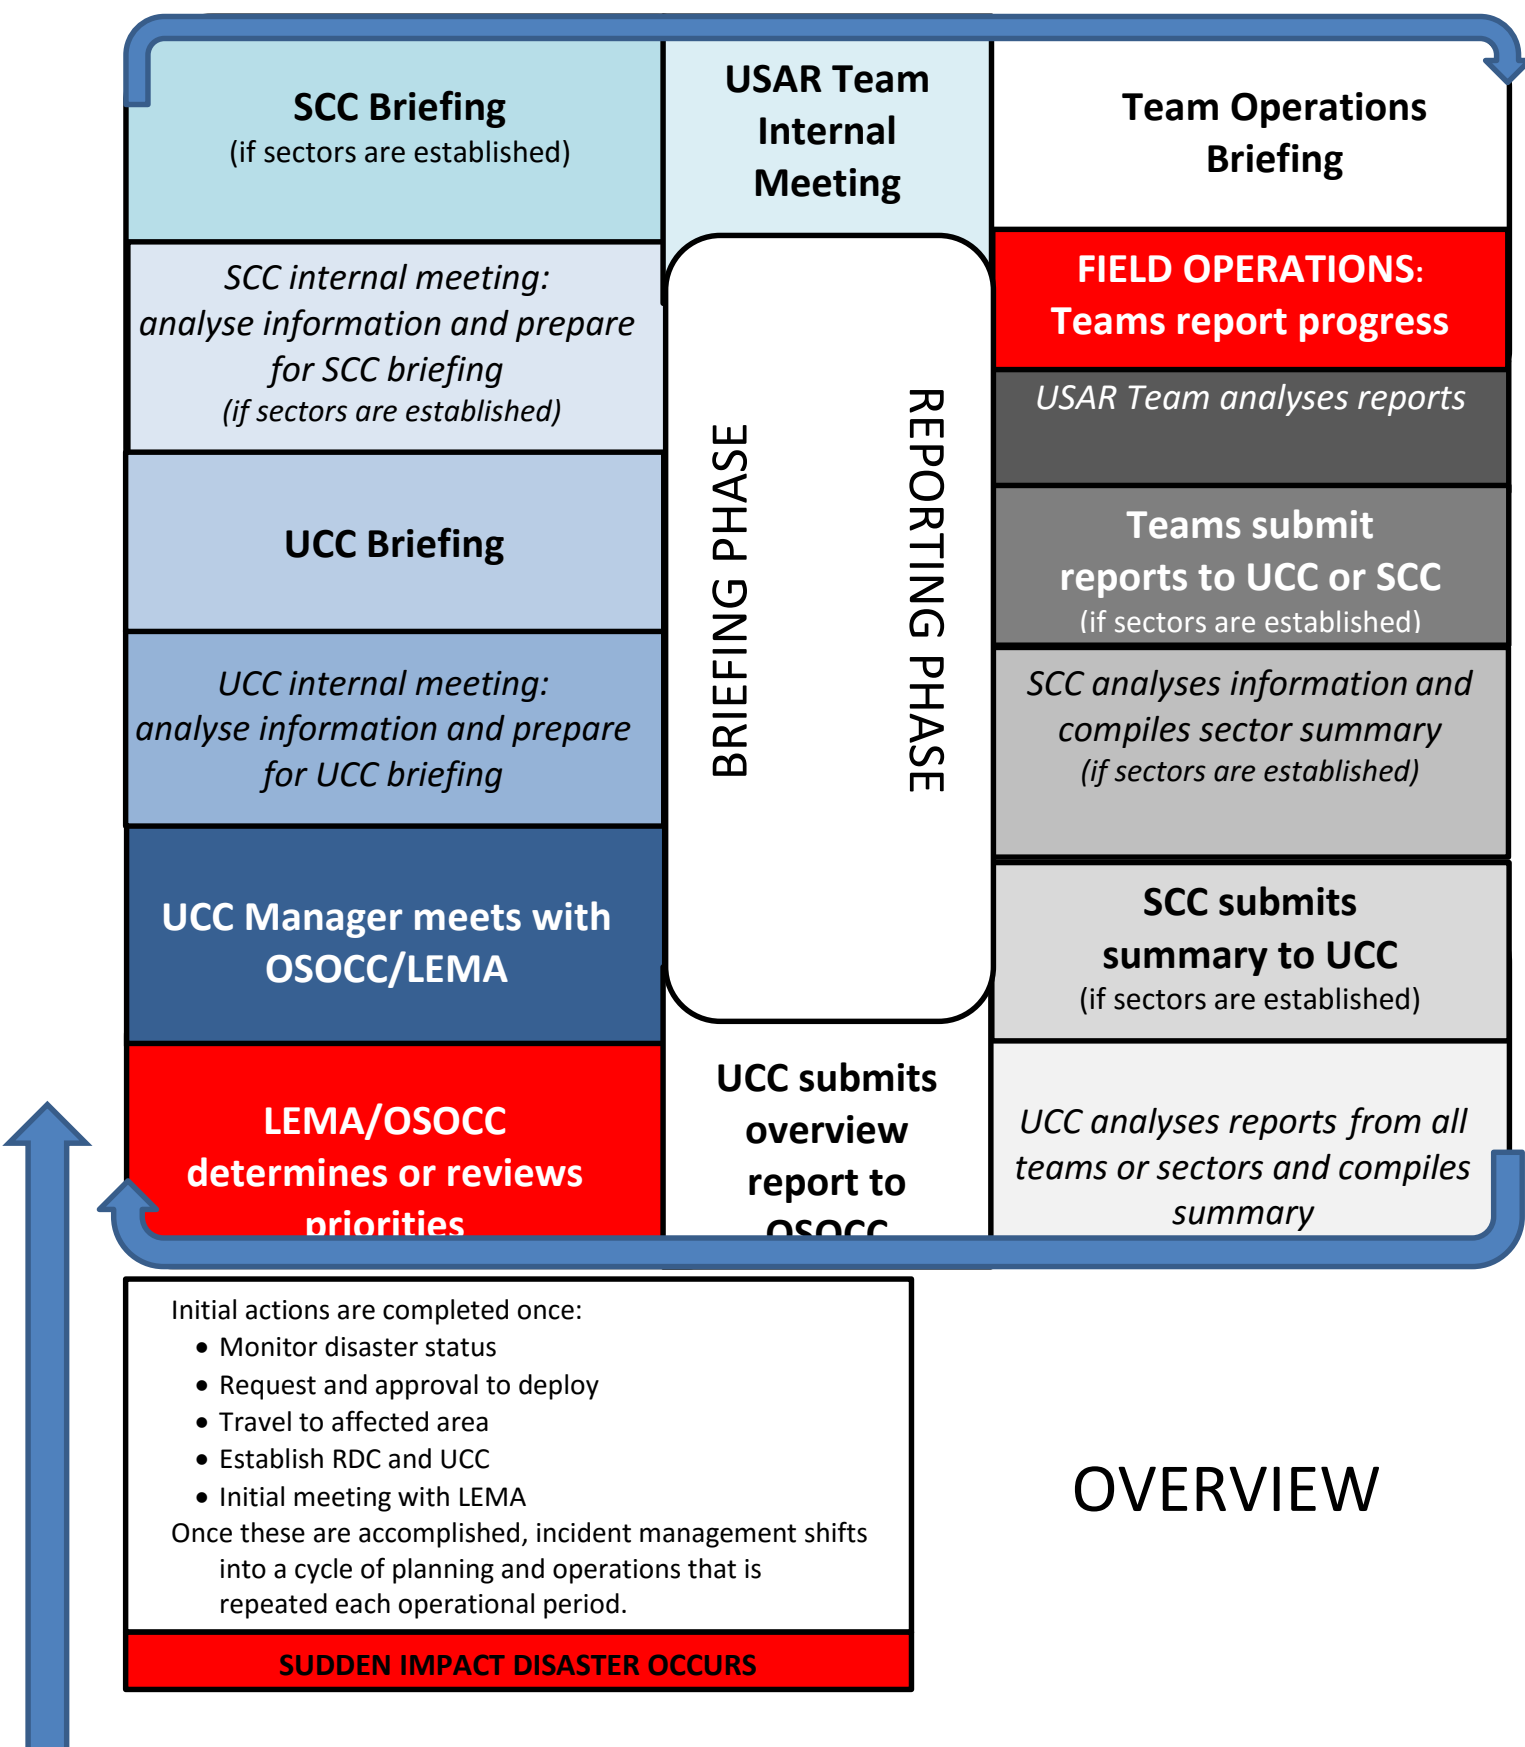 SCC Briefing
(if sectors are established)
USAR Team
Internal
Meeting
Team Operations
Briefing
SCC internal meeting:
analyse information and prepare
for SCC briefing
(if sectors are established)
UCC Briefing
UCC internal meeting:
analyse information and prepare
for UCC briefing
UCC Manager meets with
OSOCC/LEMA
LEMA/OSOCC
determines or reviews
priorities
BRIEFING PHASE
REPORTING PHASE
UCC submits
overview
report to
OSOCC
FIELD OPERATIONS:
Teams report progress
USAR Team analyses reports
Teams submit
reports to UCC or SCC
(if sectors are established)
SCC analyses information and
compiles sector summary
(if sectors are established)
SCC submits
summary to UCC
(if sectors are established)
UCC analyses reports from all
teams or sectors and compiles
summary
Initial actions are completed once:
• Monitor disaster status
• Request and approval to deploy
• Travel to affected area
• Establish RDC and UCC
• Initial meeting with LEMA
Once these are accomplished, incident management shifts
into a cycle of planning and operations that is
repeated each operational period.
SUDDEN IMPACT DISASTER OCCURS
OVERVIEW